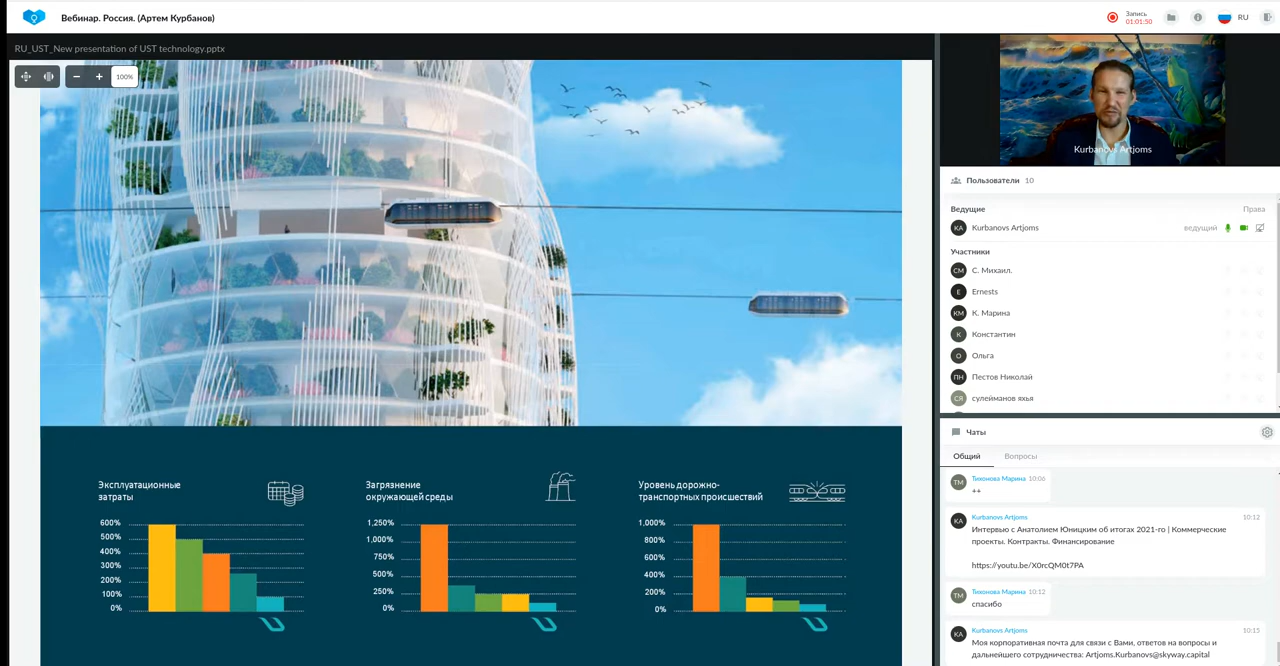 Вебинар. Россия. (Артем Курбанов)
Запись
01:01:50
RU
RU_UST_New presentation of UST technology.pptx
100%
Kurbanovs Artjoms
Пользователи 10
Ведущие Права
KA Kurbanovs Artjoms ведущий
Участники
СМ С. Михаил.
E Ernests
КМ К. Марина
К Константин
О Ольга
ПН Пестов Николай
СЯ сулейманов яхья
Чаты
Общий Вопросы
ТМ Тихонова Марина 10:06
++
KA Kurbanovs Artjoms 10:12
Интервью с Анатолием Юницким об итогах 2021-го | Коммерческие
проекты. Контракты. Финансирование
https://youtu.be/X0rcQM0t7PA
ТМ Тихонова Марина 10:12
спасибо
KA Kurbanovs Artjoms 10:15
Моя корпоративная почта для связи с Вами, ответов на вопросы и
дальнейшего сотрудничества: Artjoms.Kurbanovs@skyway.capital
Эксплуатационные
затраты
600%
500%
400%
300%
200%
100%
0%
Загрязнение
окружающей среды
1,250%
1,000%
750%
500%
250%
0%
Уровень дорожно-
транспортных происшествий
1,000%
800%
600%
400%
200%
0%